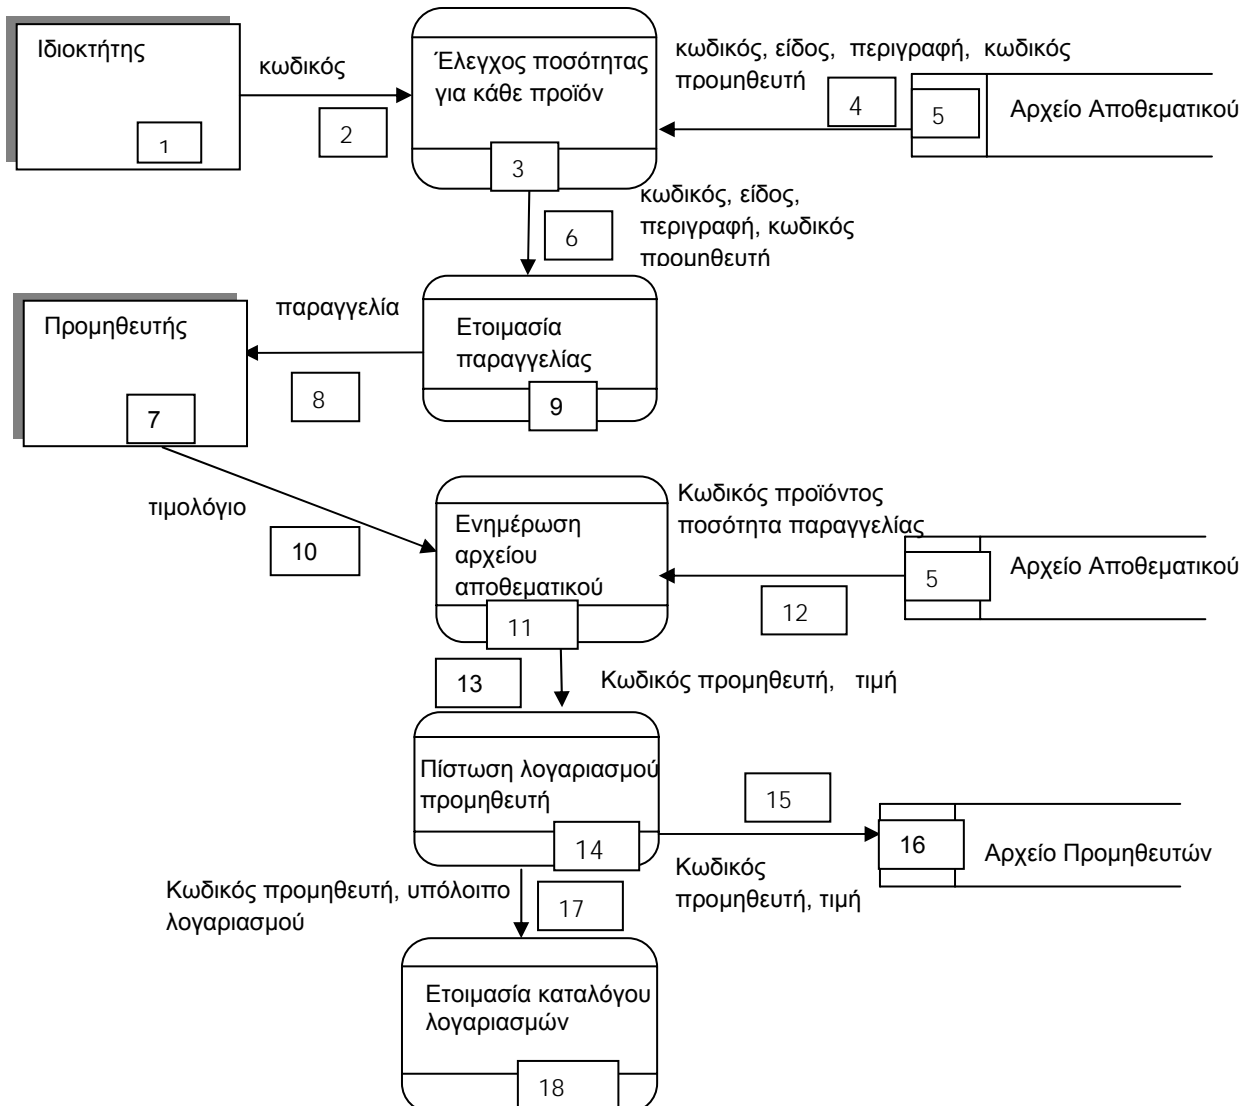 Ιδιοκτήτης
1
κωδικός
2
Έλεγχος ποσότητας
για κάθε προϊόν
3
κωδικός, είδος, περιγραφή, κωδικός
προμηθευτή
4
5
Αρχείο Αποθεματικού
κωδικός, είδος,
περιγραφή, κωδικός
προμηθευτή
6
Προμηθευτής
7
παραγγελία
8
Ετοιμασία
παραγγελίας
9
τιμολόγιο
10
Ενημέρωση
αρχείου
αποθεματικού
11
Κωδικός προϊόντος
ποσότητα παραγγελίας
12
5
Αρχείο Αποθεματικού
13
Κωδικός προμηθευτή, τιμή
Πίστωση λογαριασμού
προμηθευτή
14
15
Κωδικός
προμηθευτή, τιμή
16
Αρχείο Προμηθευτών
Κωδικός προμηθευτή, υπόλοιπο
λογαριασμού
17
Ετοιμασία καταλόγου
λογαριασμών
18